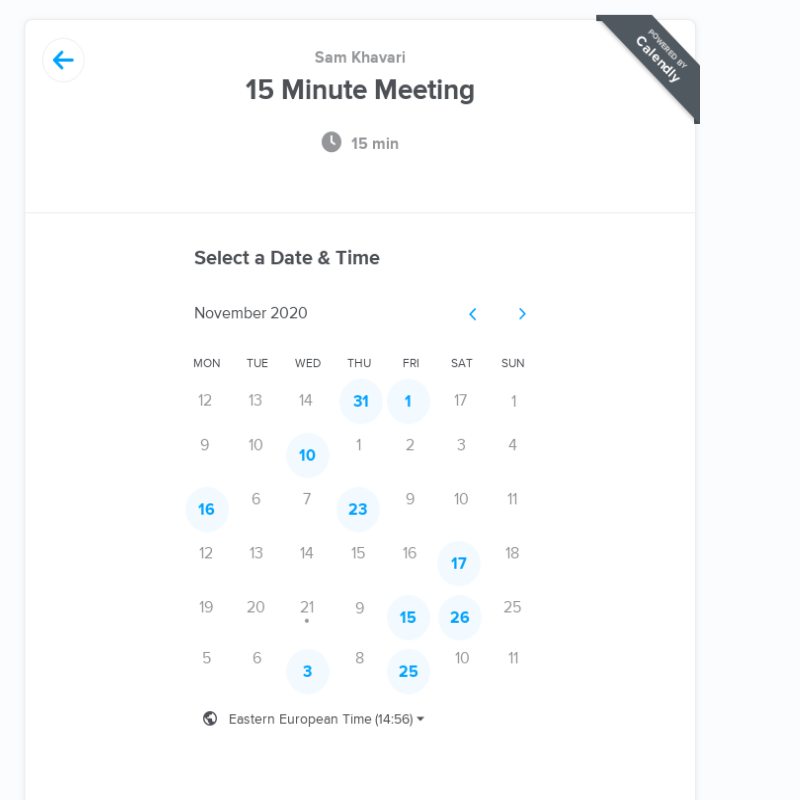 POWERED BY
Calendly
Sam Khavari
15 Minute Meeting
15 min
Select a Date & Time
November 2020
MON TUE WED THU FRI SAT SUN
12 13 14 31 1 17 1
9 10 10 1 2 3 4
16 6 7 23 9 10 11
12 13 14 15 16 17 18
19 20 21 9 15 26 25
5 6 3 8 25 10 11
Eastern European Time (14:56)